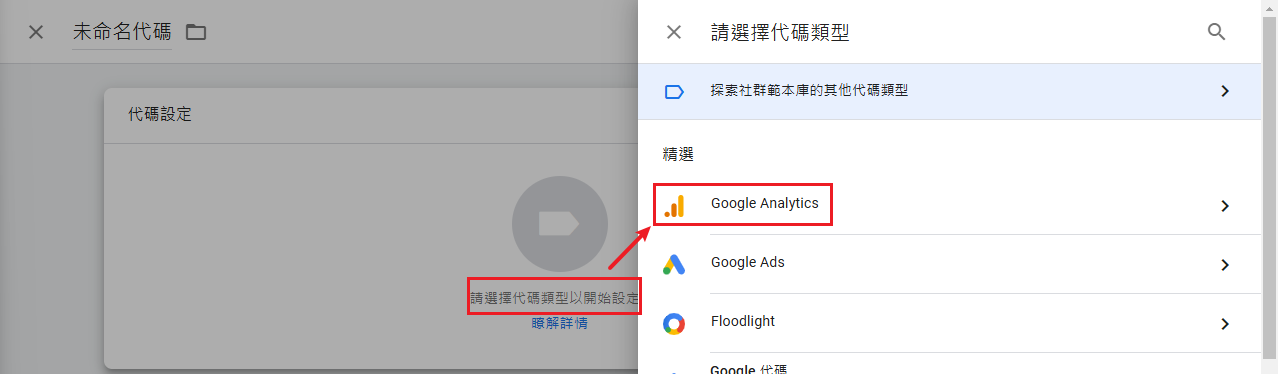 未命名代碼
代碼設定
請選擇代碼類型以開始設定
瞭解詳情
請選擇代碼類型
探索社群範本庫的其他代碼類型
精選
Google Analytics
Google Ads
Floodlight
Google 代碼